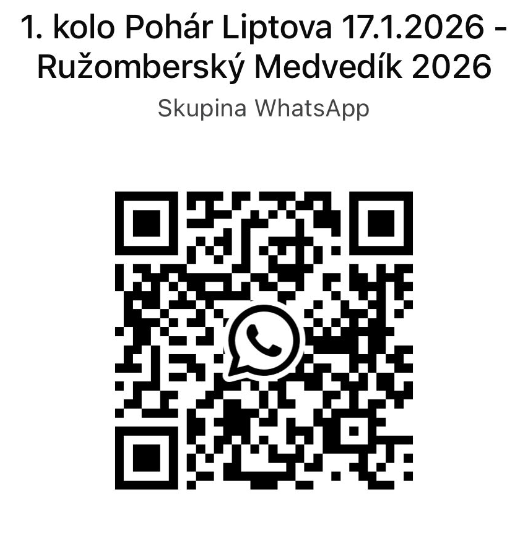 1. kolo Pohár Liptova 17.1.2026 -
Ružomberský Medvedík 2026
Skupina WhatsApp